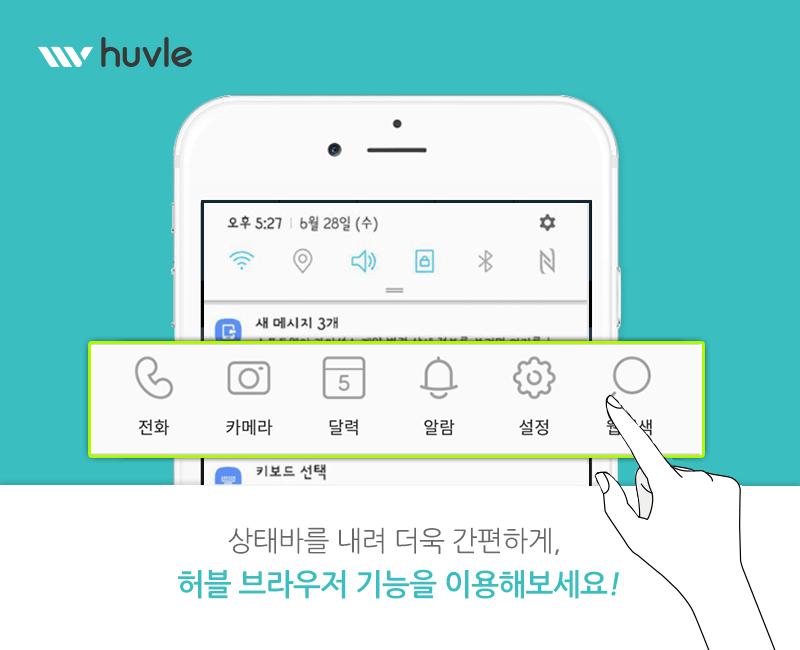 huvle
오후 5:27 | 6월 28일 (수)
새 메시지 3개
5
전화 카메라 달력 알람 설정
키보드 선택
상태바를 내려 더욱 간편하게,
허블 브라우저 기능을 이용해보세요!